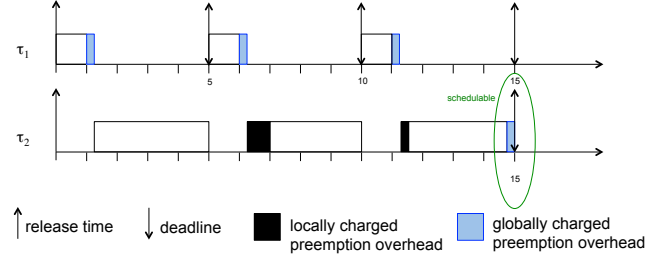 τ1
5
10
15
schedulable
τ2
15
release time
deadline
locally charged
preemption overhead
globally charged
preemption overhead